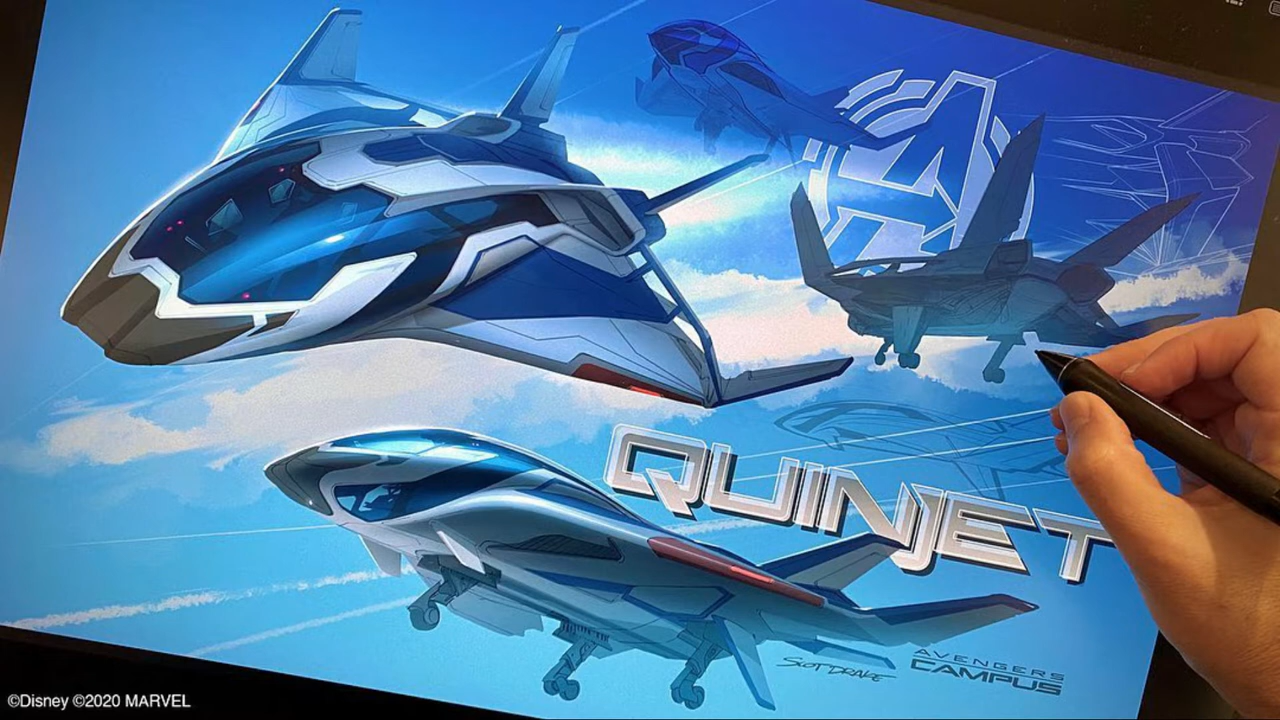 QUINJET
SCOT DRAKE
AVENGERS
CAMPUS
©Disney ©2020 MARVEL